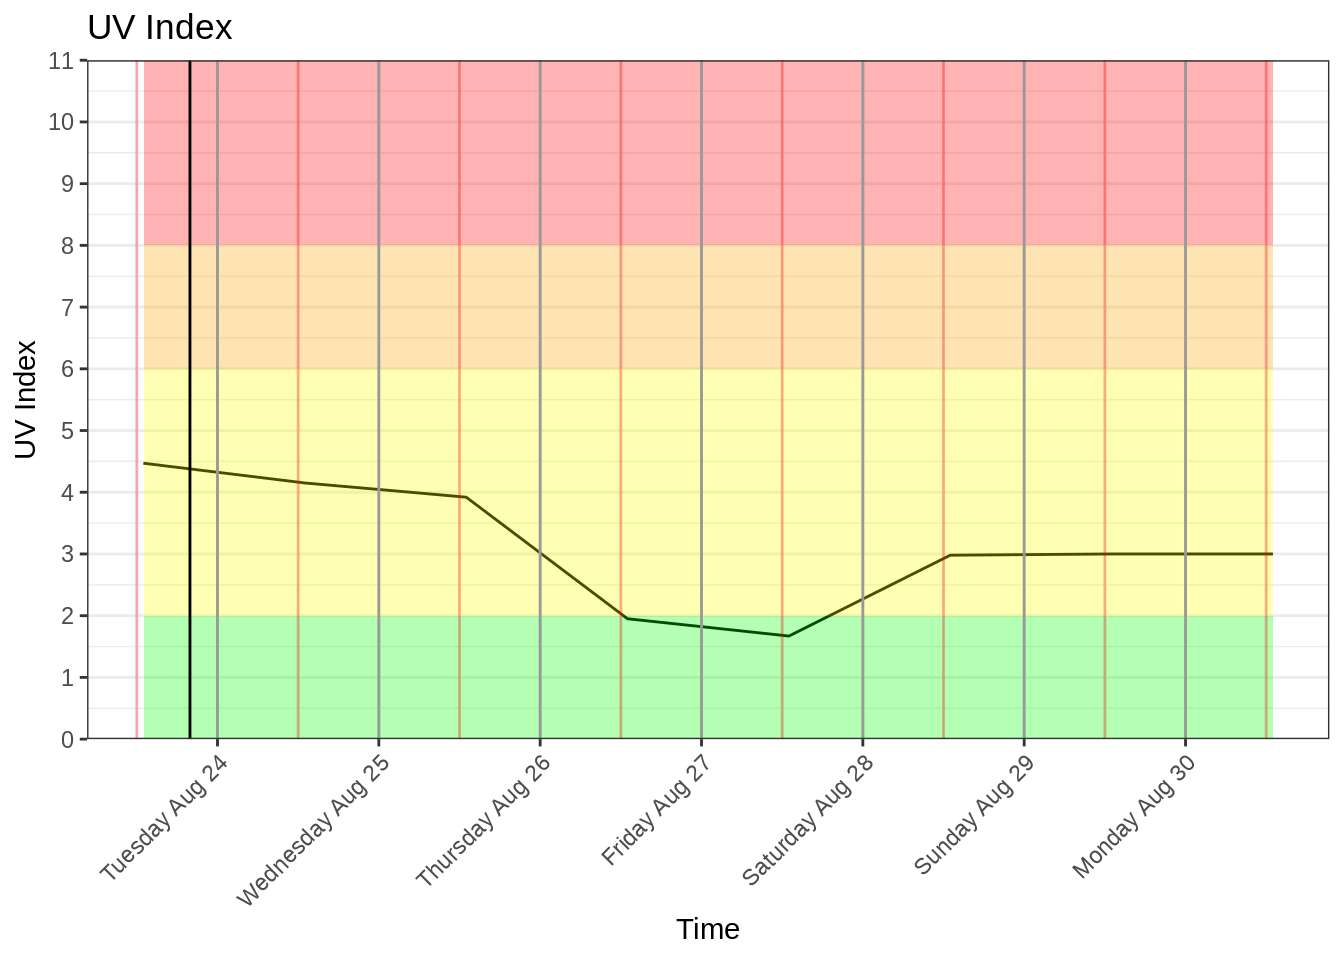 UV Index
11
10
9
8
7
6
5
4
3
2
1
0
UV Index
Tuesday Aug 24
Wednesday Aug 25
Thursday Aug 26
Friday Aug 27
Saturday Aug 28
Sunday Aug 29
Monday Aug 30
Time